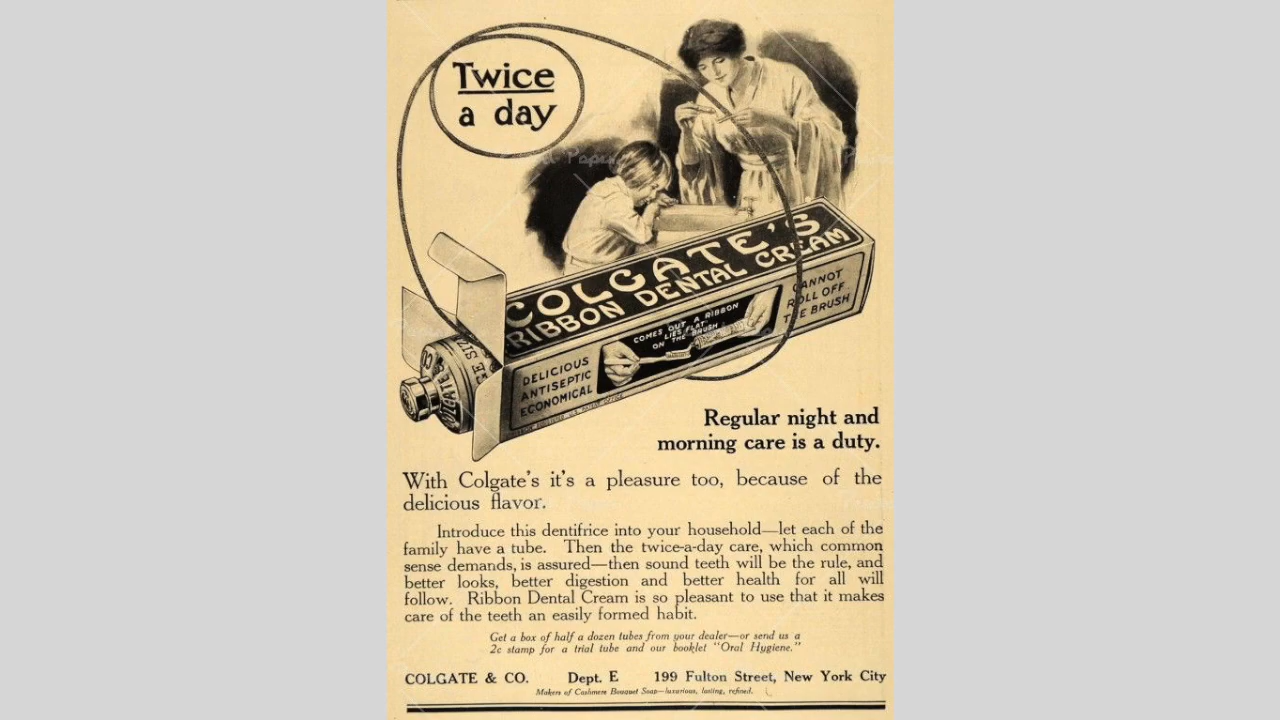 Twice
a day
COLGATE'S
RIBBON DENTAL CREAM
COMES OUT A RIBBON
LIES FLAT
ON THE BRUSH
CANNOT
ROLL OFF
THE BRUSH
DELICIOUS
ANTISEPTIC
ECONOMICAL
Regular night and
morning care is a duty.
With Colgate's it's a pleasure too, because of the
delicious flavor.
Introduce this dentifrice into your household—let each of the
family have a tube. Then the twice-a-day care, which common
sense demands, is assured—then sound teeth will be the rule, and
better looks, better digestion and better health for all will
follow. Ribbon Dental Cream is so pleasant to use that it makes
care of the teeth an easily formed habit.
Get a box of half a dozen tubes from your dealer—or send us a
2c stamp for a trial tube and our booklet "Oral Hygiene."
COLGATE & CO. Dept. E 199 Fulton Street, New York City
Makers of Cashmere Bouquet Soap—luxurious, lasting, refined.